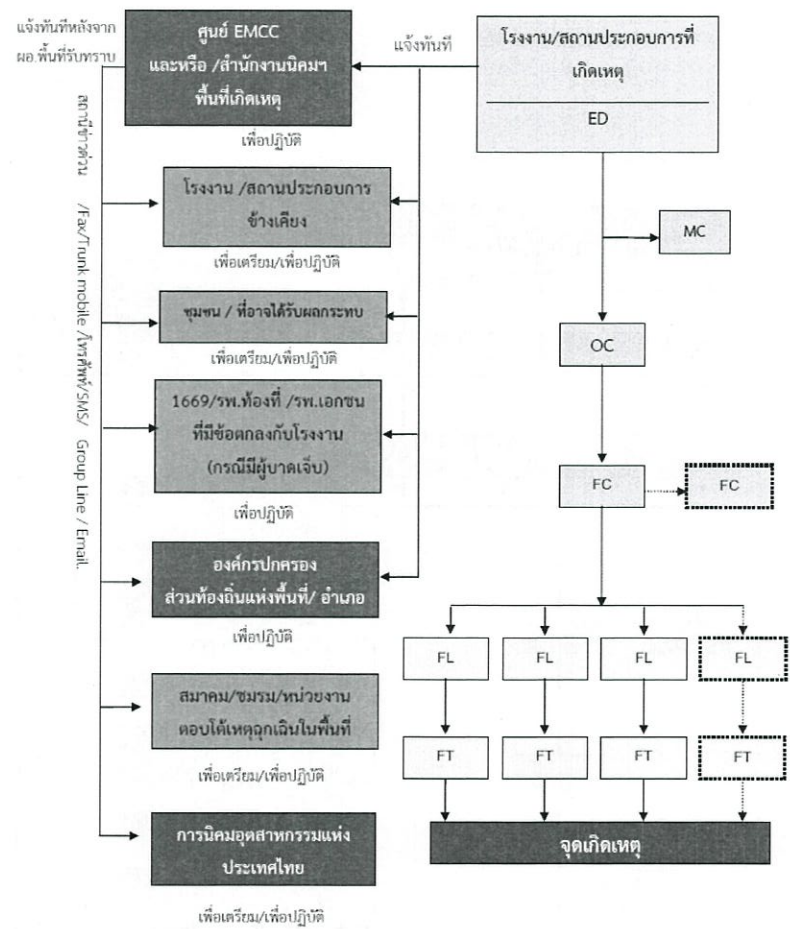 แจ้งทันทีหลังจาก
ผอ.พื้นที่รับทราบ
ศูนย์ EMCC
และหรือ /สำนักงานนิคมฯ
พื้นที่เกิดเหตุ
เพื่อปฏิบัติ
แจ้งทันที
โรงงาน/สถานประกอบการที่
เกิดเหตุ
ED
สถานีข่าวด่วน /Fax/Trunk mobile /โทรศัพท์/SMS/ Group Line / Email.
โรงงาน /สถานประกอบการ
ข้างเคียง
เพื่อเตรียม/เพื่อปฏิบัติ
MC
ชุมชน / ที่อาจได้รับผลกระทบ
เพื่อเตรียม/เพื่อปฏิบัติ
OC
1669/รพ.ท้องที่ /รพ.เอกชน
ที่มีข้อตกลงกับโรงงาน
(กรณีมีผู้บาดเจ็บ)
เพื่อปฏิบัติ
FC
FC
องค์กรปกครอง
ส่วนท้องถิ่นแห่งพื้นที่/ อำเภอ
เพื่อปฏิบัติ
FL
FL
FL
FL
สมาคม/ชมรม/หน่วยงาน
ตอบโต้เหตุฉุกเฉินในพื้นที่
เพื่อเตรียม/เพื่อปฏิบัติ
FT
FT
FT
FT
การนิคมอุตสาหกรรมแห่ง
ประเทศไทย
เพื่อเตรียม/เพื่อปฏิบัติ
จุดเกิดเหตุ